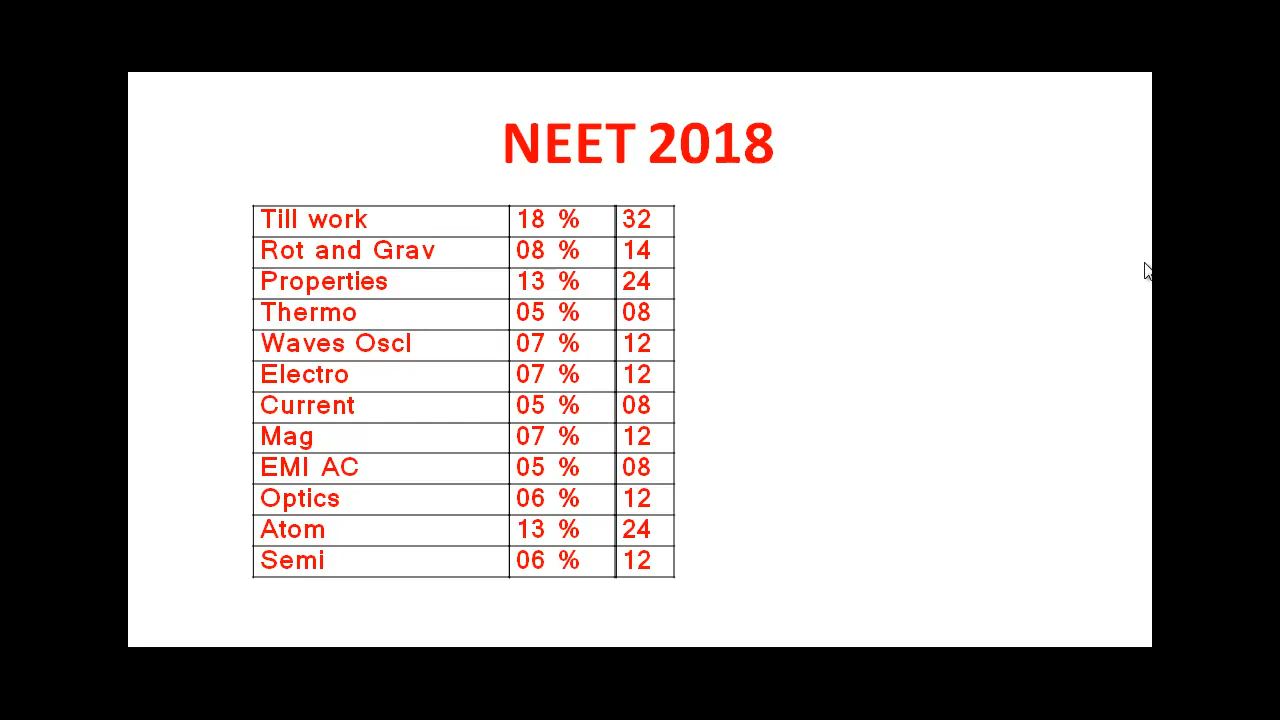 NEET 2018
Till work 18 % 32
Rot and Grav 08 % 14
Properties 13 % 24
Thermo 05 % 08
Waves Oscl 07 % 12
Electro 07 % 12
Current 05 % 08
Mag 07 % 12
EMI AC 05 % 08
Optics 06 % 12
Atom 13 % 24
Semi 06 % 12